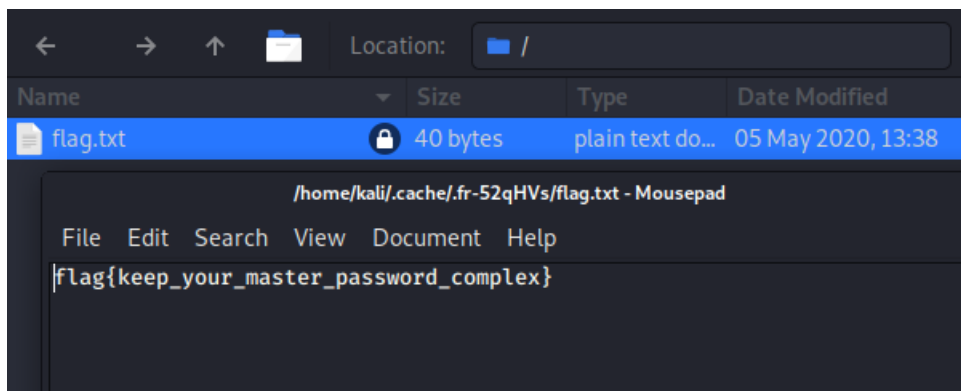 Location: /
Name Size Type Date Modified
flag.txt 40 bytes plain text do... 05 May 2020, 13:38
/home/kali/.cache/.fr-52qHVs/flag.txt - Mousepad
File Edit Search View Document Help
flag{keep_your_master_password_complex}